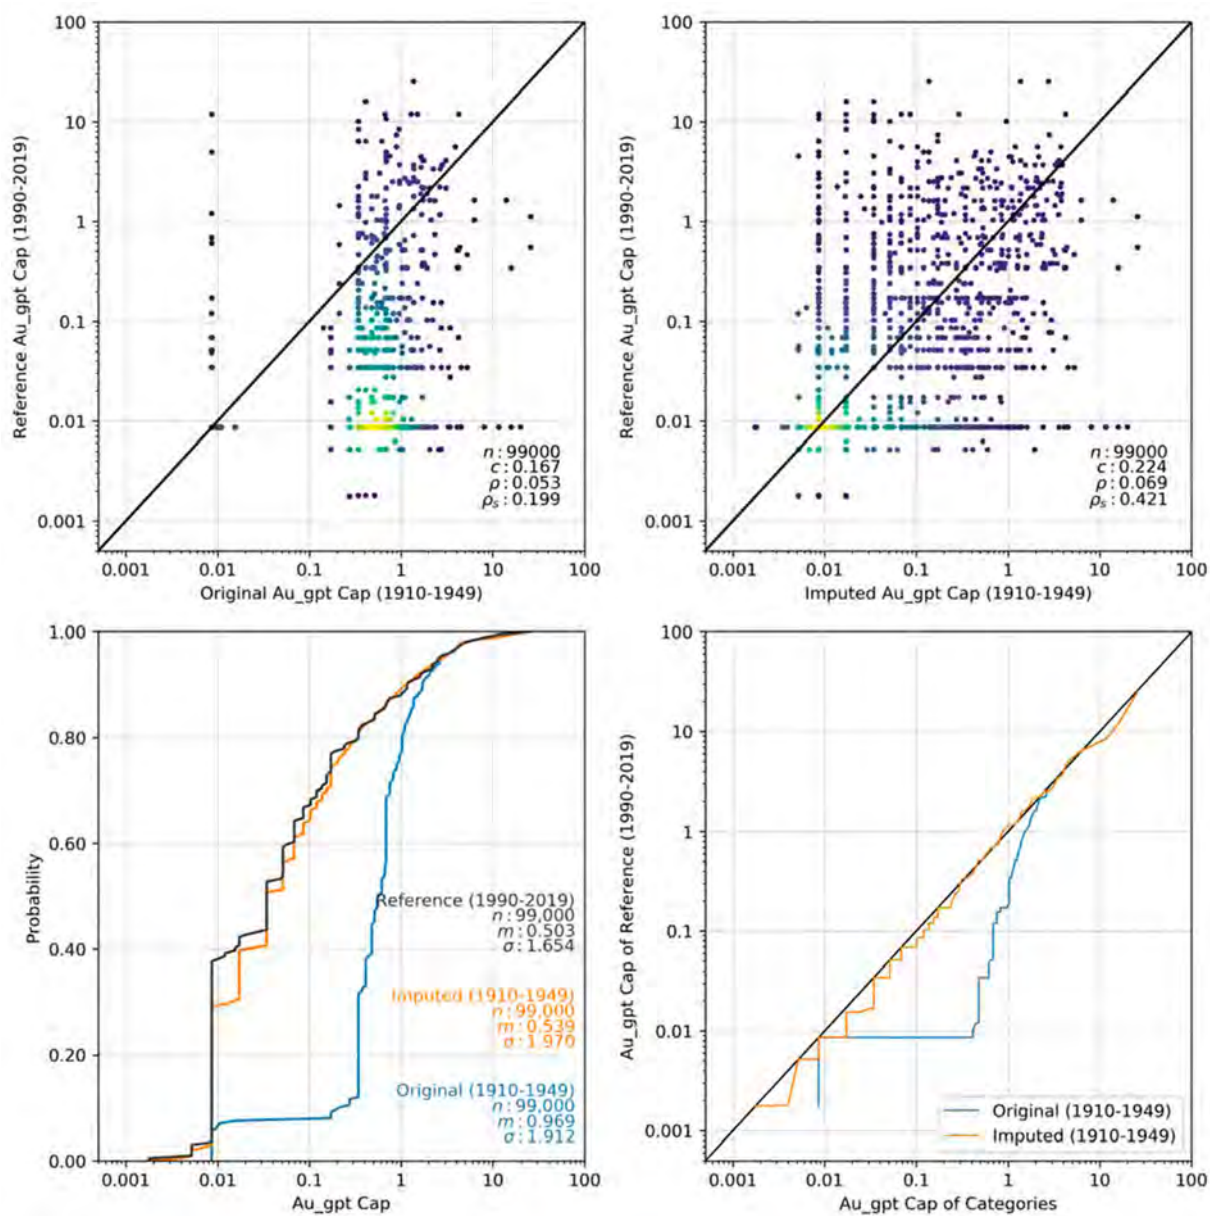 100
10
1
0.1
0.01
0.001
Reference Au_gpt Cap (1990-2019)
n : 99000
c : 0.167
ρ : 0.053
ρs : 0.199
0.001 0.01 0.1 1 10 100
Original Au_gpt Cap (1910-1949)
100
10
1
0.1
0.01
0.001
Reference Au_gpt Cap (1990-2019)
n : 99000
c : 0.224
ρ : 0.069
ρs : 0.421
0.001 0.01 0.1 1 10 100
Imputed Au_gpt Cap (1910-1949)
1.00
0.80
0.60
0.40
0.20
0.00
Probability
Reference (1990-2019)
n : 99,000
m : 0.503
σ : 1.654
Imputed (1910-1949)
n : 99,000
m : 0.539
σ : 1.970
Original (1910-1949)
n : 99,000
m : 0.969
σ : 1.912
0.001 0.01 0.1 1 10 100
Au_gpt Cap
100
10
1
0.1
0.01
0.001
Au_gpt Cap of Reference (1990-2019)
Original (1910-1949)
Imputed (1910-1949)
0.001 0.01 0.1 1 10 100
Au_gpt Cap of Categories